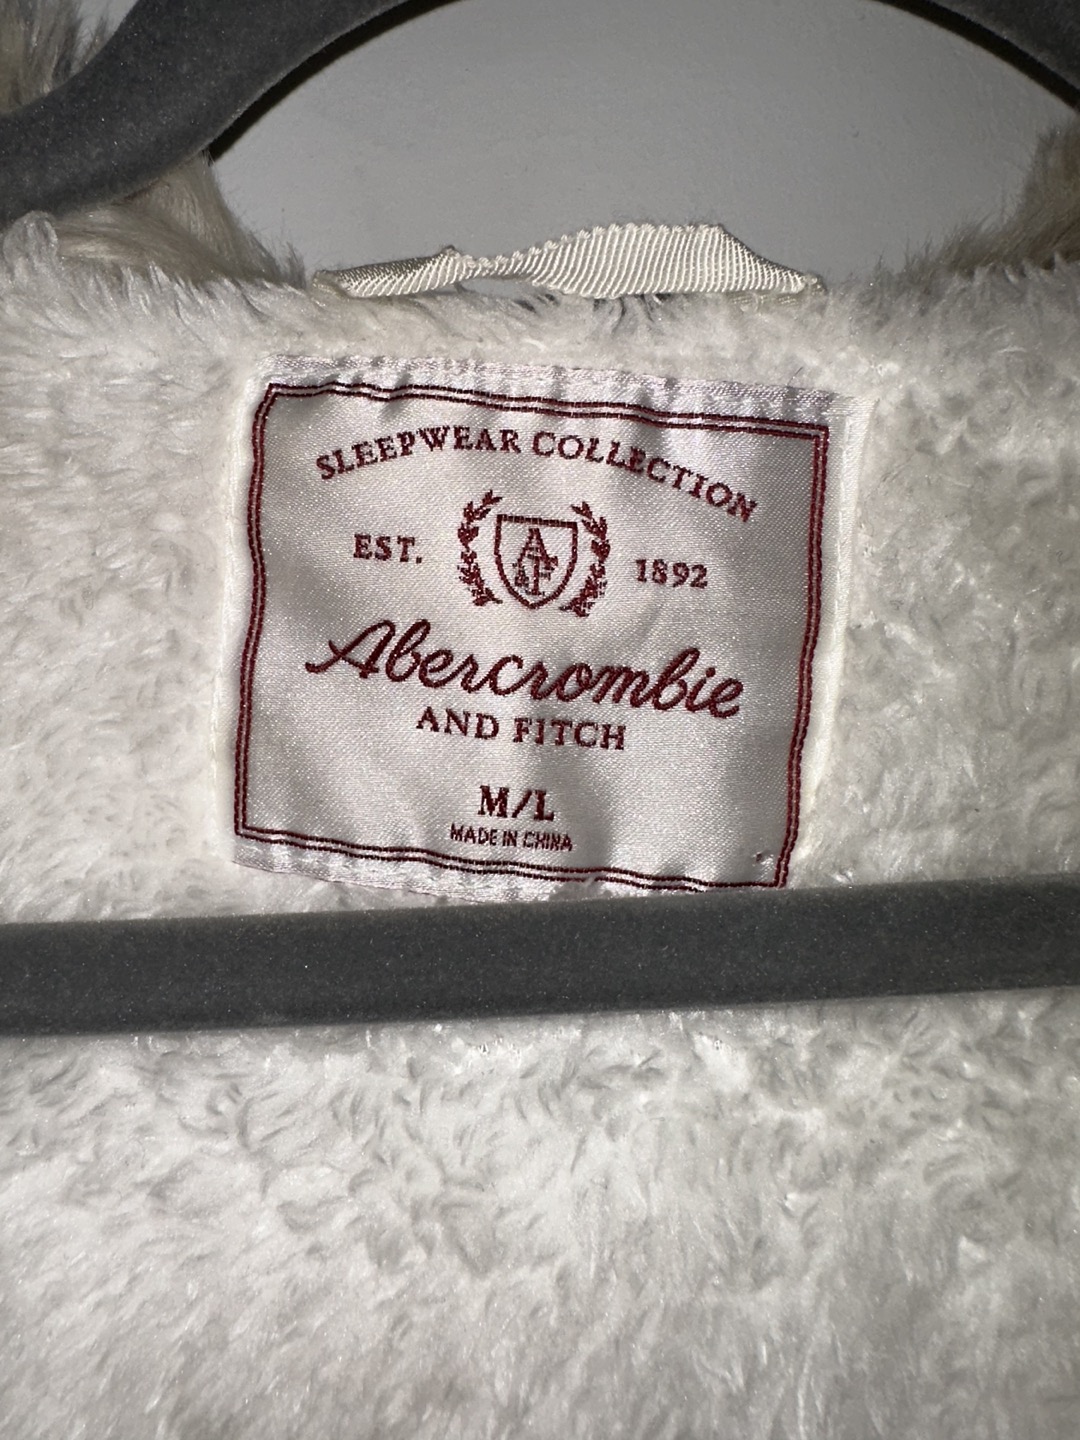 SLEEPWEAR COLLECTION
EST. 1892
A & F
Abercrombie
AND FITCH
M/L
MADE IN CHINA